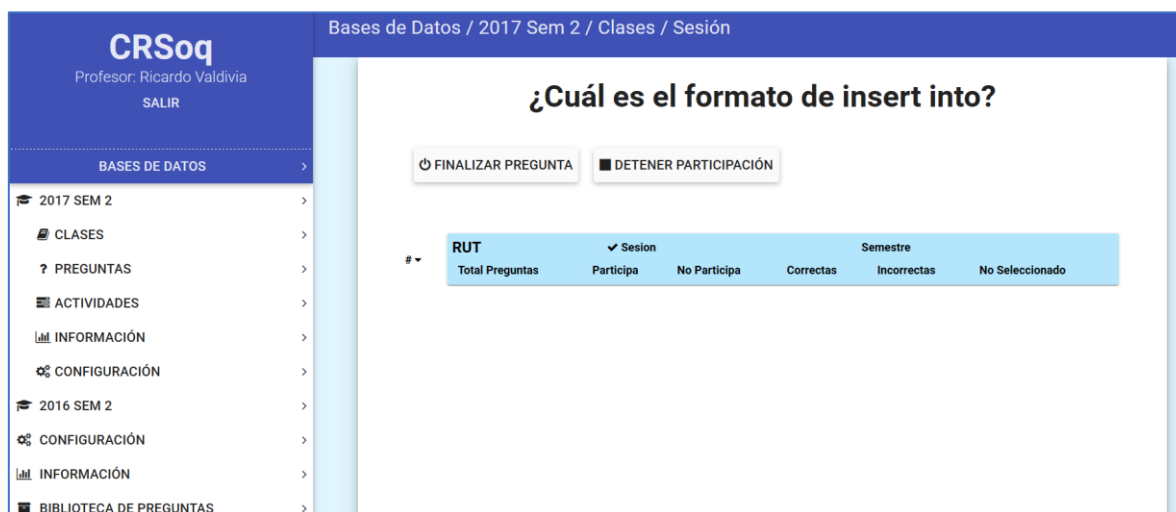 CRSoq
Profesor: Ricardo Valdivia
SALIR
BASES DE DATOS
2017 SEM 2
CLASES
? PREGUNTAS
ACTIVIDADES
INFORMACIÓN
CONFIGURACIÓN
2016 SEM 2
CONFIGURACIÓN
INFORMACIÓN
BIBLIOTECA DE PREGUNTAS
Bases de Datos / 2017 Sem 2 / Clases / Sesión
¿Cuál es el formato de insert into?
FINALIZAR PREGUNTA DETENER PARTICIPACIÓN
#
RUT Sesion Semestre
Total Preguntas Participa No Participa Correctas Incorrectas No Seleccionado